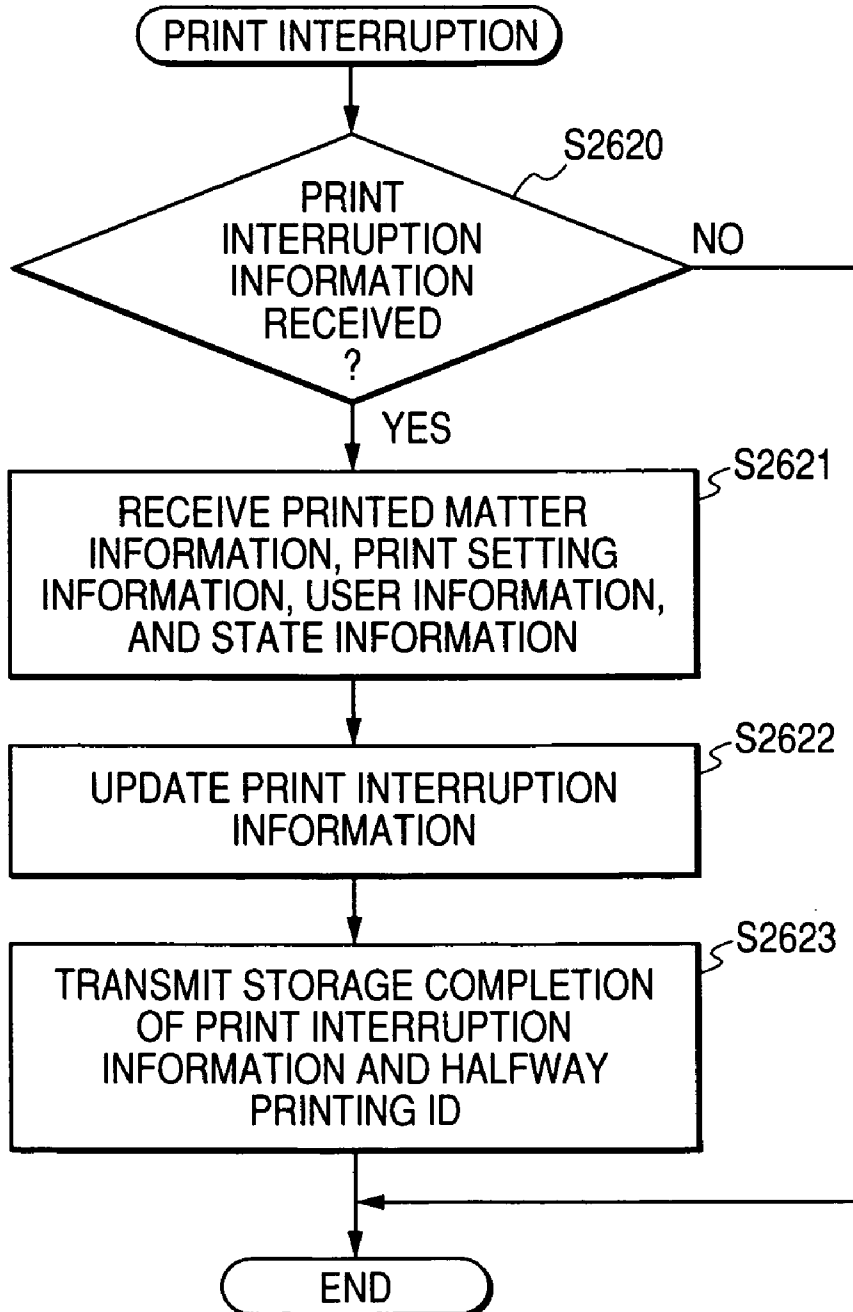 PRINT INTERRUPTION
S2620
PRINT
INTERRUPTION
INFORMATION
RECEIVED
?
NO
YES
S2621
RECEIVE PRINTED MATTER
INFORMATION, PRINT SETTING
INFORMATION, USER INFORMATION,
AND STATE INFORMATION
S2622
UPDATE PRINT INTERRUPTION
INFORMATION
S2623
TRANSMIT STORAGE COMPLETION
OF PRINT INTERRUPTION
INFORMATION AND HALFWAY
PRINTING ID
END